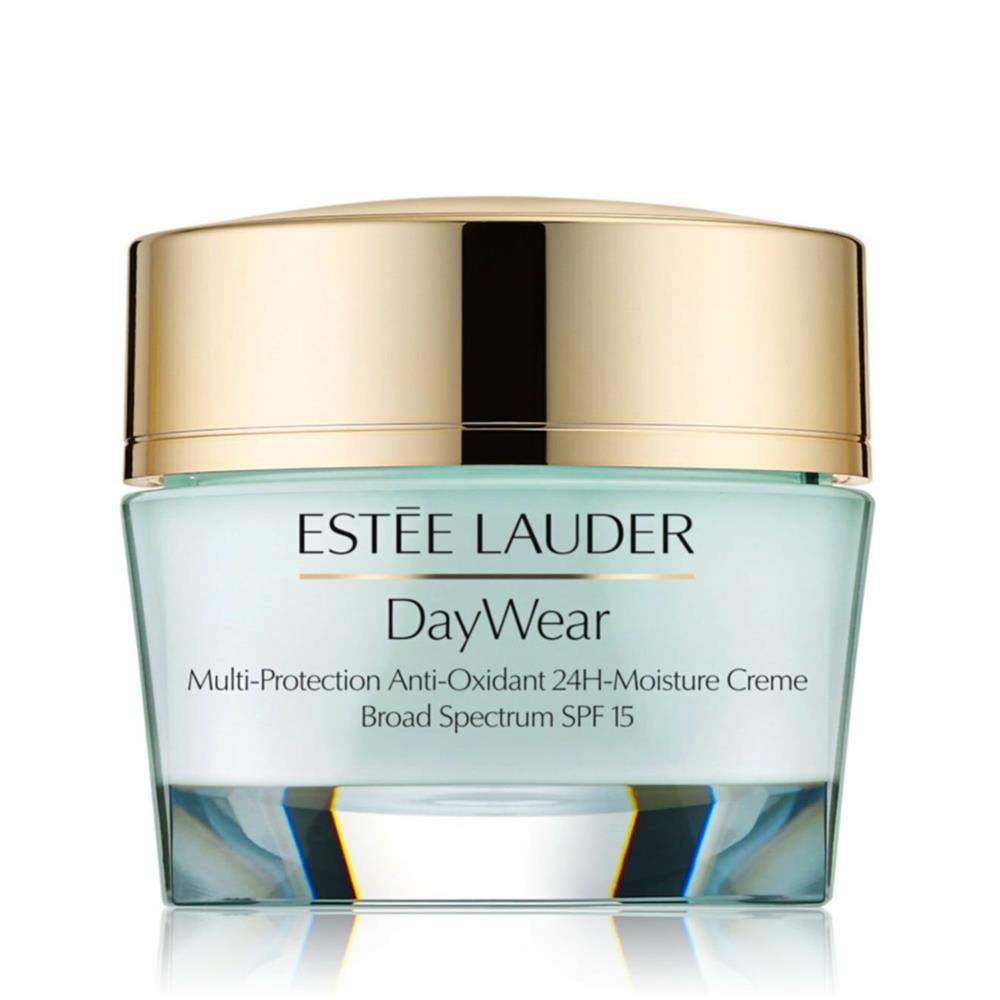 ESTĒE LAUDER
DayWear
Multi-Protection Anti-Oxidant 24H-Moisture Creme
Broad Spectrum SPF 15